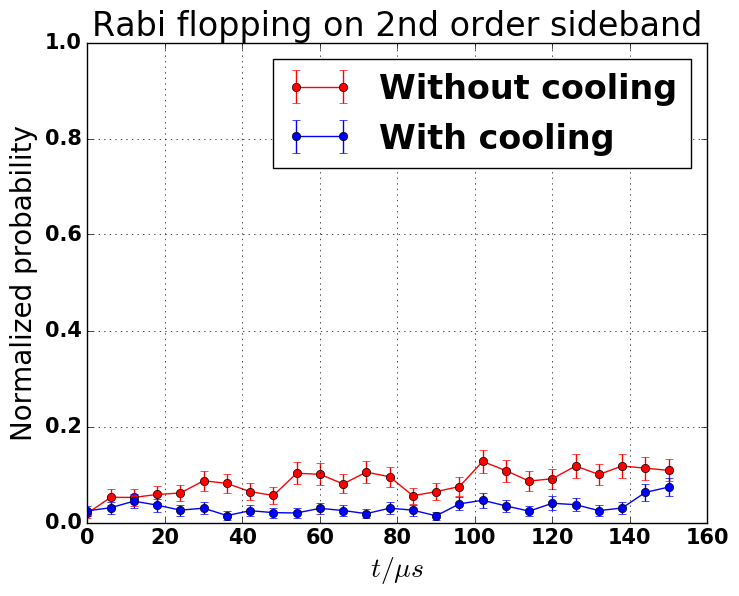 Rabi flopping on 2nd order sideband
Without cooling
With cooling
Normalized probability
1.0
0.8
0.6
0.4
0.2
0.0
0 20 40 60 80 100 120 140 160
t/μs